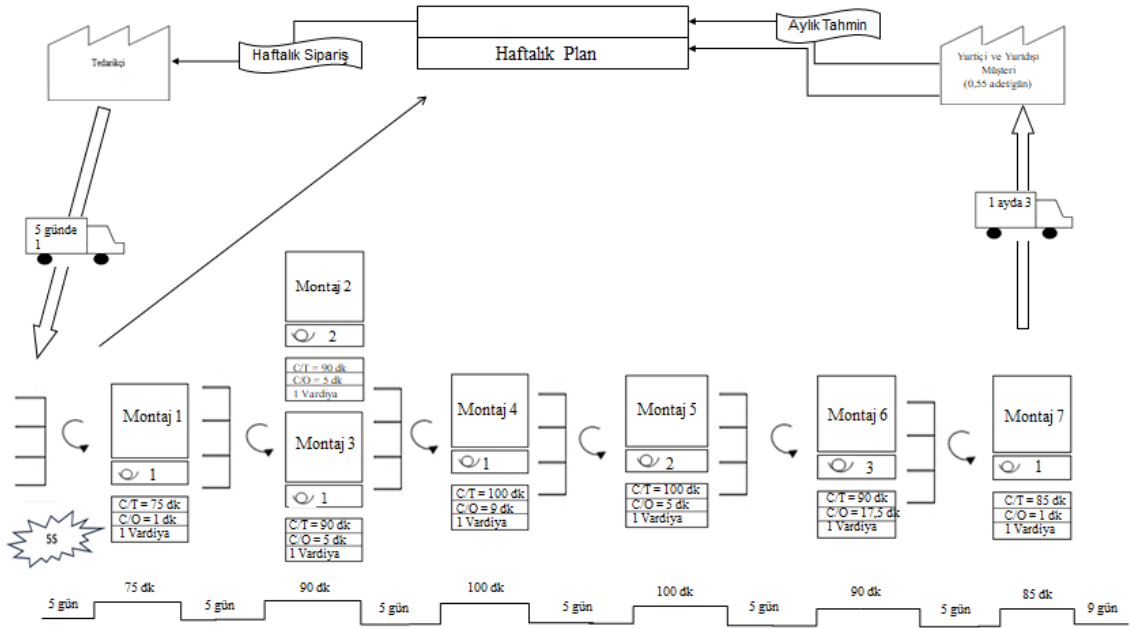 Tedarikçi
Haftalık Sipariş
Haftalık Plan
Aylık Tahmin
Yurtiçi ve Yurtdışı
Müşteri
(0,55 adet/gün)
5 günde
1
1 ayda 3
Montaj 2
2
C/T = 90 dk
C/O = 5 dk
1 Vardiya
Montaj 1
1
C/T = 75 dk
C/O = 1 dk
1 Vardiya
Montaj 3
1
C/T = 90 dk
C/O = 5 dk
1 Vardiya
Montaj 4
1
C/T = 100 dk
C/O = 9 dk
1 Vardiya
Montaj 5
2
C/T = 100 dk
C/O = 5 dk
1 Vardiya
Montaj 6
3
C/T = 90 dk
C/O = 17,5 dk
1 Vardiya
Montaj 7
1
C/T = 85 dk
C/O = 1 dk
1 Vardiya
5S
5 gün
75 dk
5 gün
90 dk
5 gün
100 dk
5 gün
100 dk
5 gün
90 dk
5 gün
85 dk
9 gün